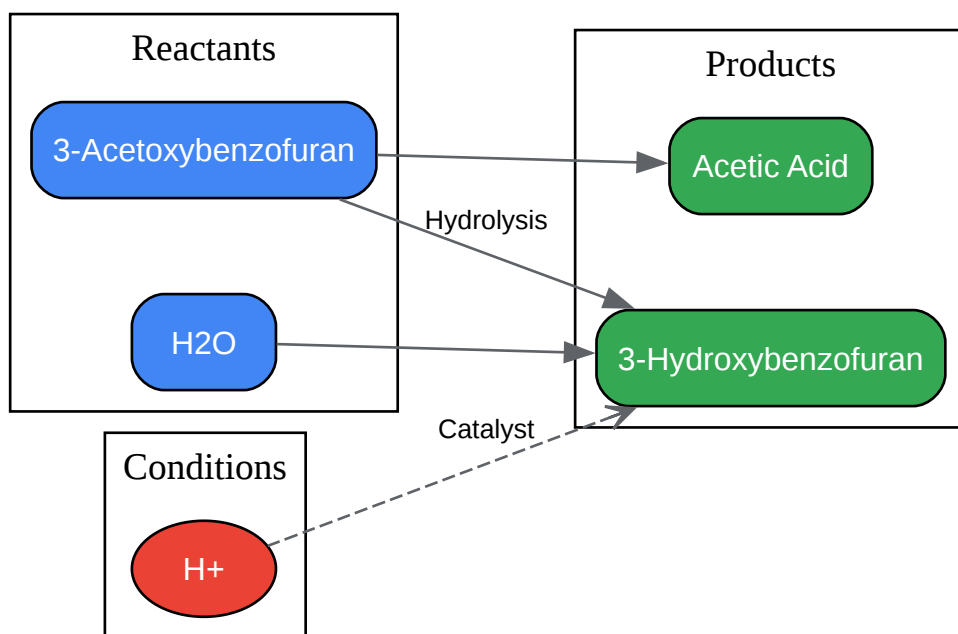 Reactants
3-Acetoxybenzofuran
H2O
Hydrolysis
Products
Acetic Acid
3-Hydroxybenzofuran
Catalyst
Conditions
H+